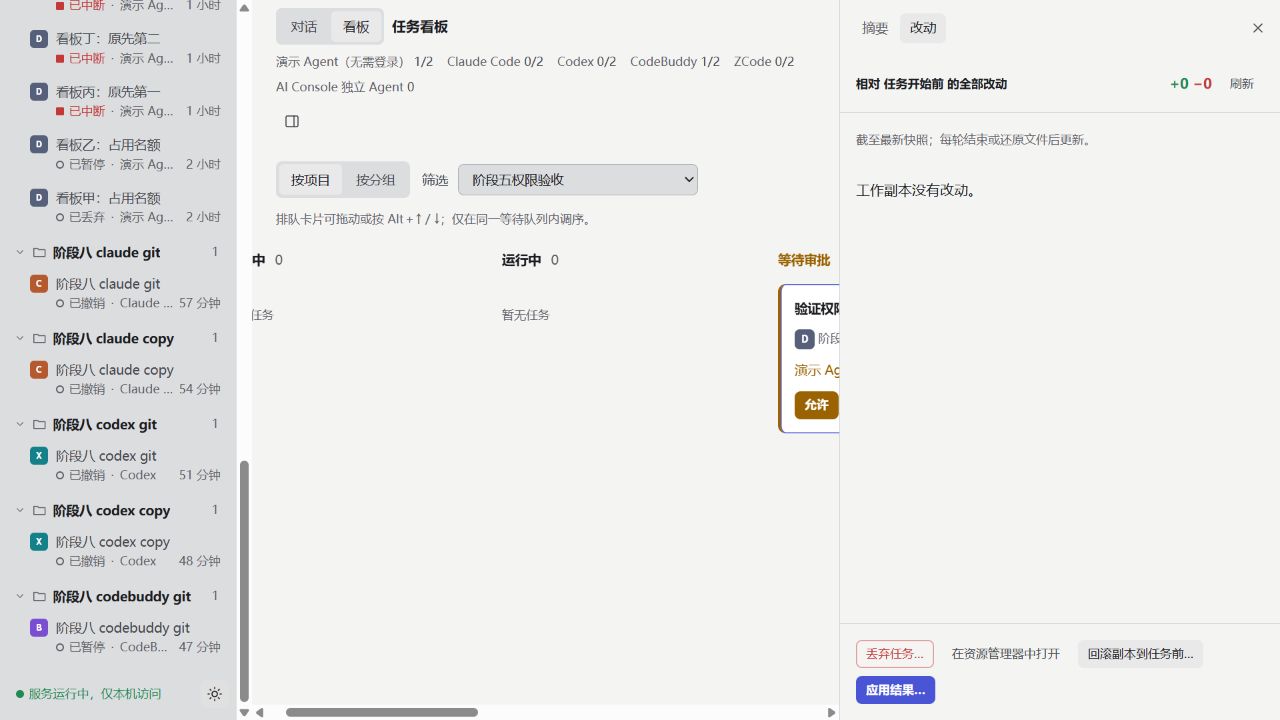 已中断 · 演示 Ag... 1 小时
D 看板丁：原先第二
已中断 · 演示 Ag... 1 小时
D 看板丙：原先第一
已中断 · 演示 Ag... 1 小时
D 看板乙：占用名额
已暂停 · 演示 Ag... 2 小时
D 看板甲：占用名额
已丢弃 · 演示 Ag... 2 小时
阶段八 claude git 1
C 阶段八 claude git
已撤销 · Claude ... 57 分钟
阶段八 claude copy 1
C 阶段八 claude copy
已撤销 · Claude ... 54 分钟
阶段八 codex git 1
X 阶段八 codex git
已撤销 · Codex 51 分钟
阶段八 codex copy 1
X 阶段八 codex copy
已撤销 · Codex 48 分钟
阶段八 codebuddy git 1
B 阶段八 codebuddy git
已暂停 · CodeB... 47 分钟
服务运行中，仅本机访问
对话 看板 任务看板
演示 Agent（无需登录） 1/2 Claude Code 0/2 Codex 0/2 CodeBuddy 1/2 ZCode 0/2
AI Console 独立 Agent 0
按项目 按分组 筛选 阶段五权限验收
排队卡片可拖动或按 Alt + ↑ / ↓；仅在同一等待队列内调序。
中 0 运行中 0 等待审批
任务 暂无任务
验证权限
D 阶段
演示 Ag
允许
摘要 改动
相对 任务开始前 的全部改动 +0 −0 刷新
截至最新快照；每轮结束或还原文件后更新。
工作副本没有改动。
丢弃任务... 在资源管理器中打开 回滚副本到任务前...
应用结果...